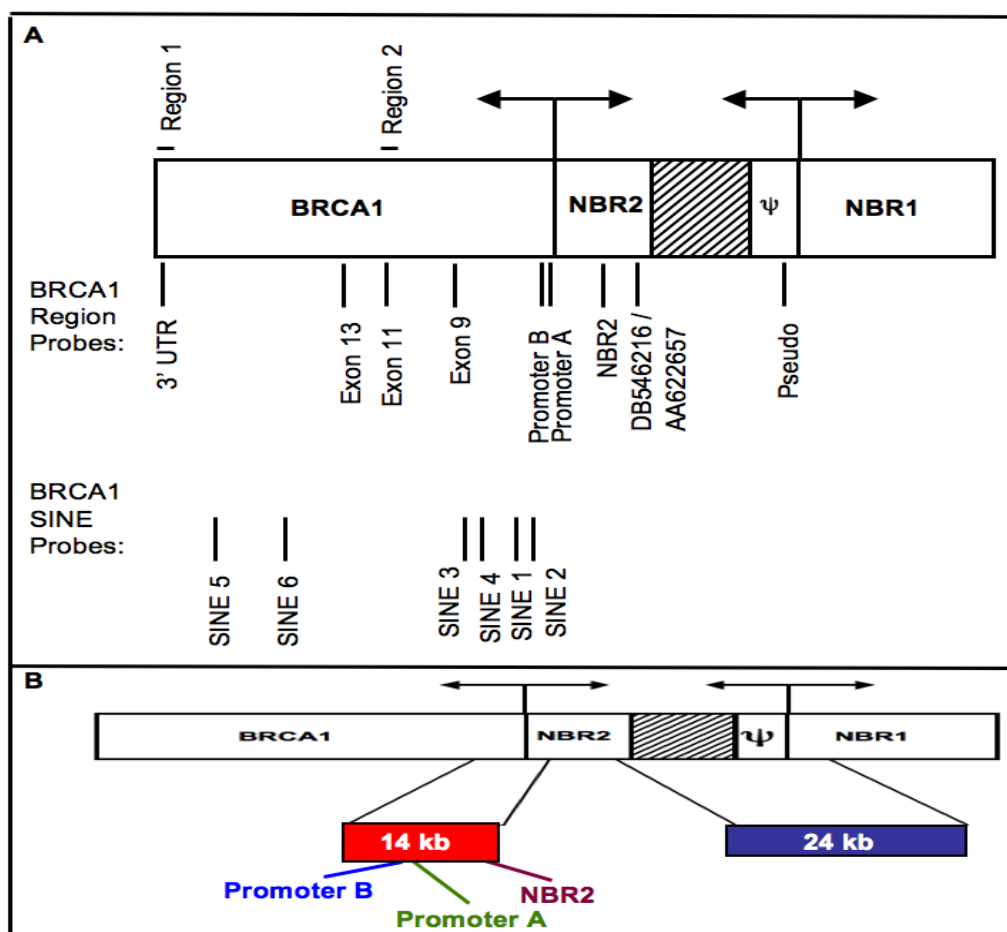 A
Region 1
Region 2
BRCA1
NBR2
ψ
NBR1
BRCA1
Region
Probes:
3' UTR
Exon 13
Exon 11
Exon 9
Promoter B
Promoter A
NBR2
DB546216 /
AA622657
Pseudo
BRCA1
SINE
Probes:
SINE 5
SINE 6
SINE 3
SINE 4
SINE 1
SINE 2
B
BRCA1
NBR2
Ψ
NBR1
14 kb
24 kb
Promoter B
NBR2
Promoter A